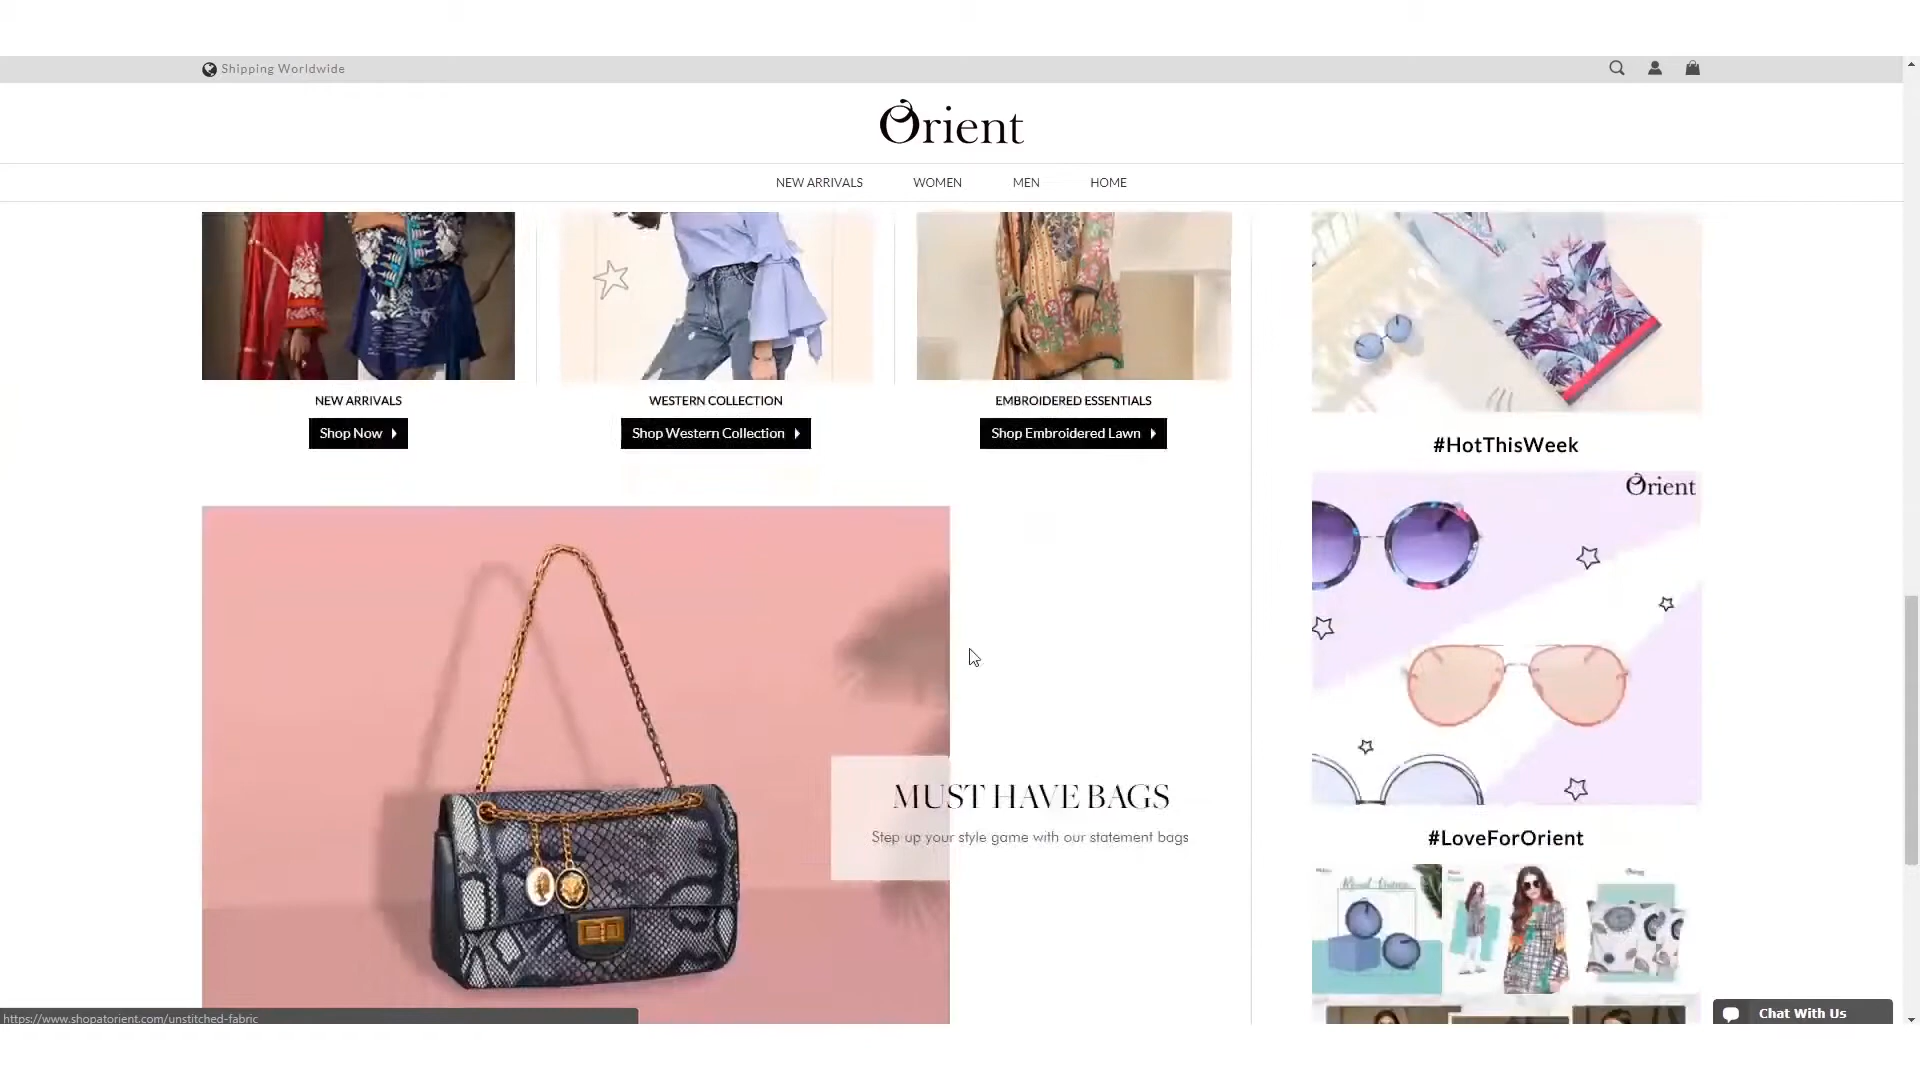 Shipping Worldwide
Orient
NEW ARRIVALS WOMEN MEN HOME
NEW ARRIVALS
Shop Now
WESTERN COLLECTION
Shop Western Collection
EMBROIDERED ESSENTIALS
Shop Embroidered Lawn
#HotThisWeek
Orient
MUST HAVE BAGS
Step up your style game with our statement bags
#LoveForOrient
Chat With Us
https://www.shopatorient.com/unstitched-fabric